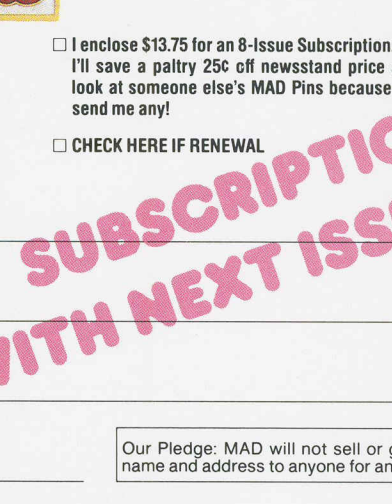 □ I enclose $13.75 for an 8-Issue Subscription
I'll save a paltry 25¢ off newsstand price
look at someone else's MAD Pins because
send me any!
□ CHECK HERE IF RENEWAL
SUBSCRIPTIO
WITH NEXT ISS
Our Pledge: MAD will not sell or g
name and address to anyone for an